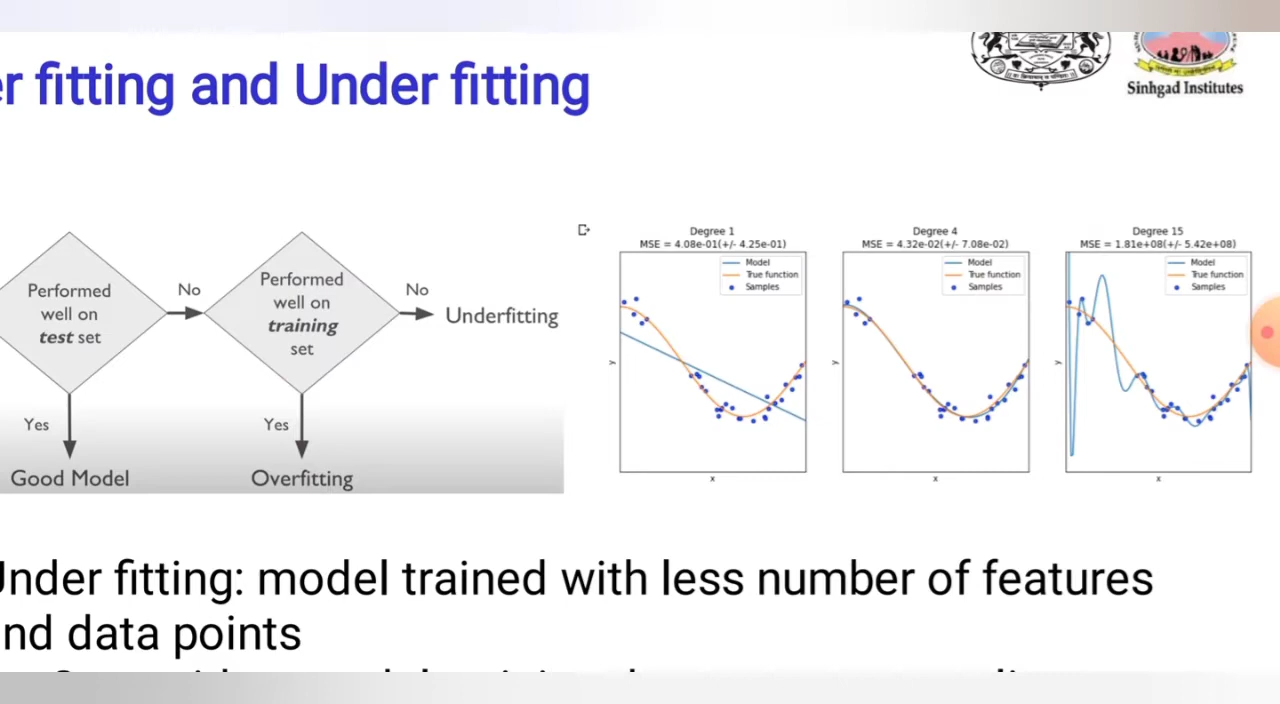 er fitting and Under fitting
Sinhgad Institutes
Performed
well on
test set
No
Yes
Good Model
Performed
well on
training
set
No
Underfitting
Yes
Overfitting
Degree 1
MSE = 4.08e-01(+/- 4.25e-01)
Model
True function
Samples
y
x
Degree 4
MSE = 4.32e-02(+/- 7.08e-02)
Model
True function
Samples
y
x
Degree 15
MSE = 1.81e+08(+/- 5.42e+08)
Model
True function
Samples
y
x
Under fitting: model trained with less number of features
nd data points